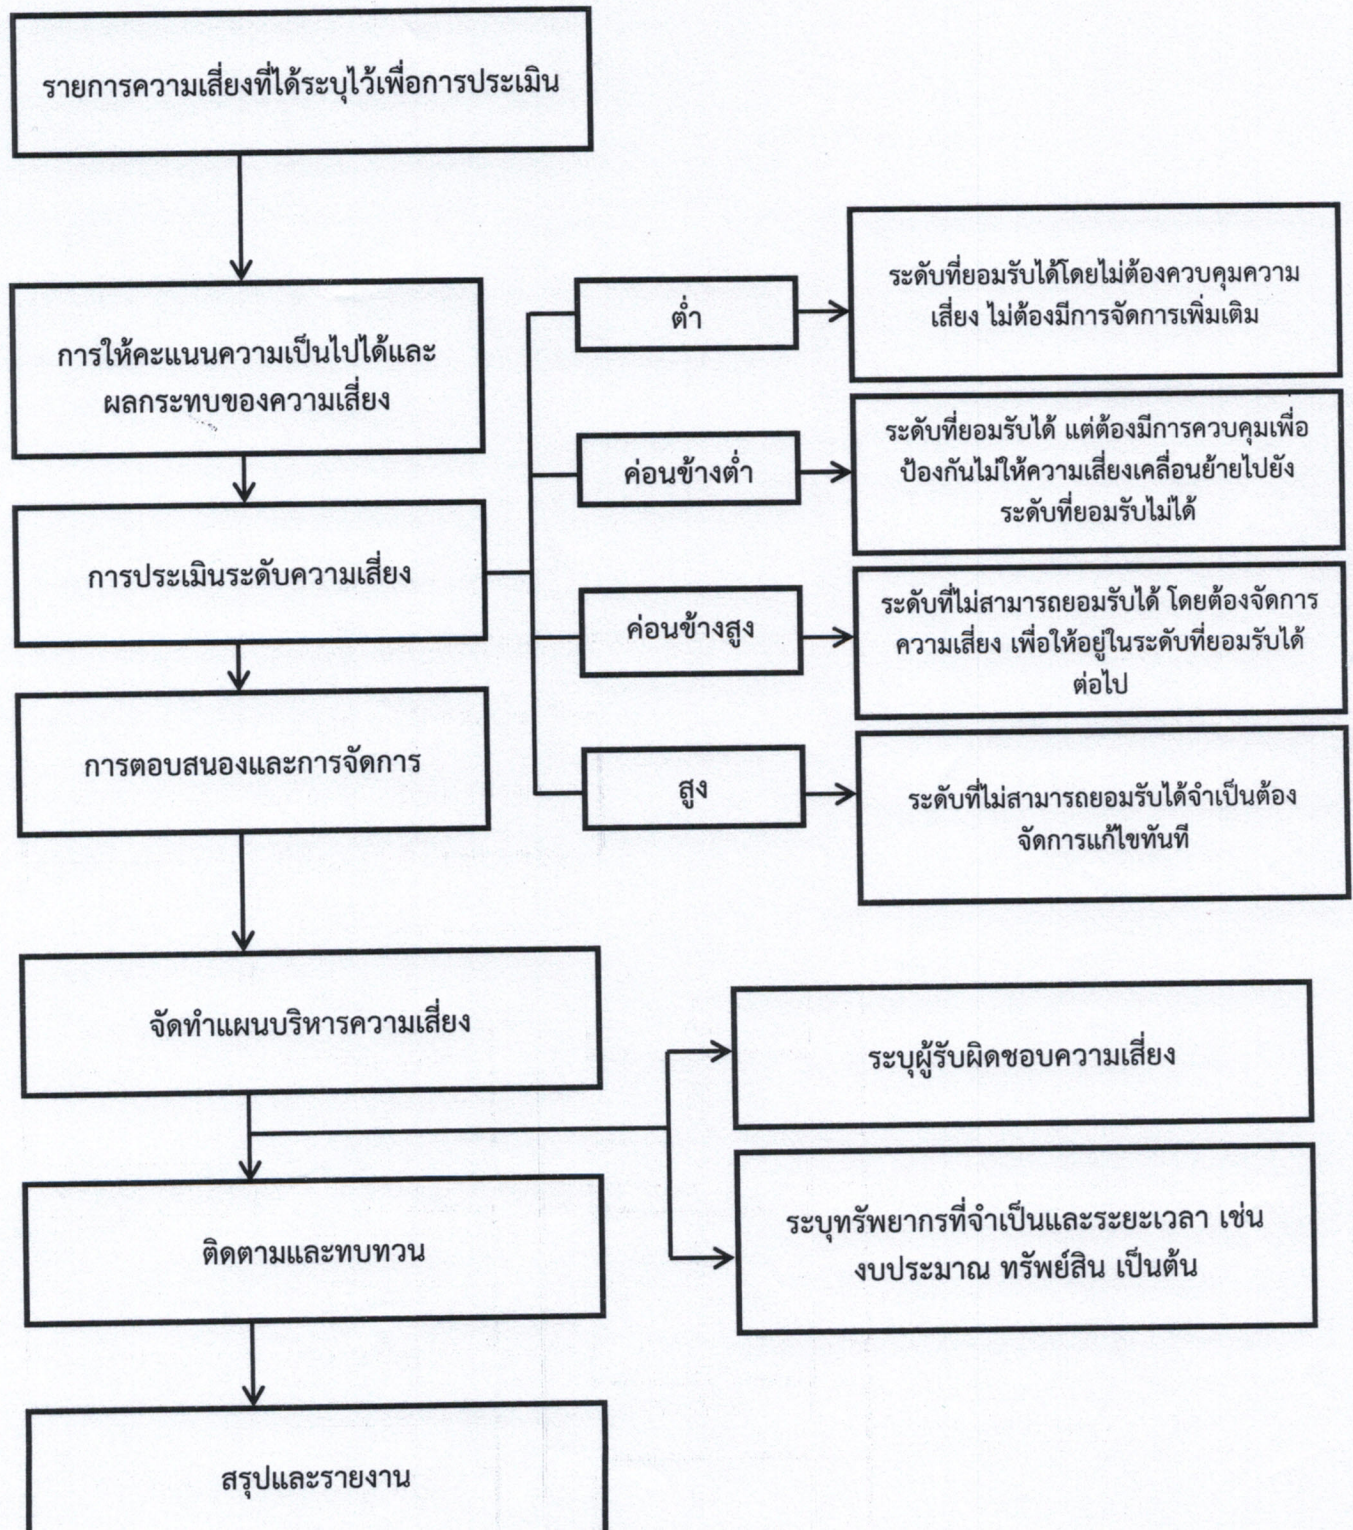 รายการความเสี่ยงที่ได้ระบุไว้เพื่อการประเมิน
การให้คะแนนความเป็นไปได้และ
ผลกระทบของความเสี่ยง
การประเมินระดับความเสี่ยง
ต่ำ
ระดับที่ยอมรับได้โดยไม่ต้องควบคุมความ
เสี่ยง ไม่ต้องมีการจัดการเพิ่มเติม
ค่อนข้างต่ำ
ระดับที่ยอมรับได้ แต่ต้องมีการควบคุมเพื่อ
ป้องกันไม่ให้ความเสี่ยงเคลื่อนย้ายไปยัง
ระดับที่ยอมรับไม่ได้
ค่อนข้างสูง
ระดับที่ไม่สามารถยอมรับได้ โดยต้องจัดการ
ความเสี่ยง เพื่อให้อยู่ในระดับที่ยอมรับได้
ต่อไป
สูง
ระดับที่ไม่สามารถยอมรับได้จำเป็นต้อง
จัดการแก้ไขทันที
การตอบสนองและการจัดการ
จัดทำแผนบริหารความเสี่ยง
ระบุผู้รับผิดชอบความเสี่ยง
ระบุทรัพยากรที่จำเป็นและระยะเวลา เช่น
งบประมาณ ทรัพย์สิน เป็นต้น
ติดตามและทบทวน
สรุปและรายงาน